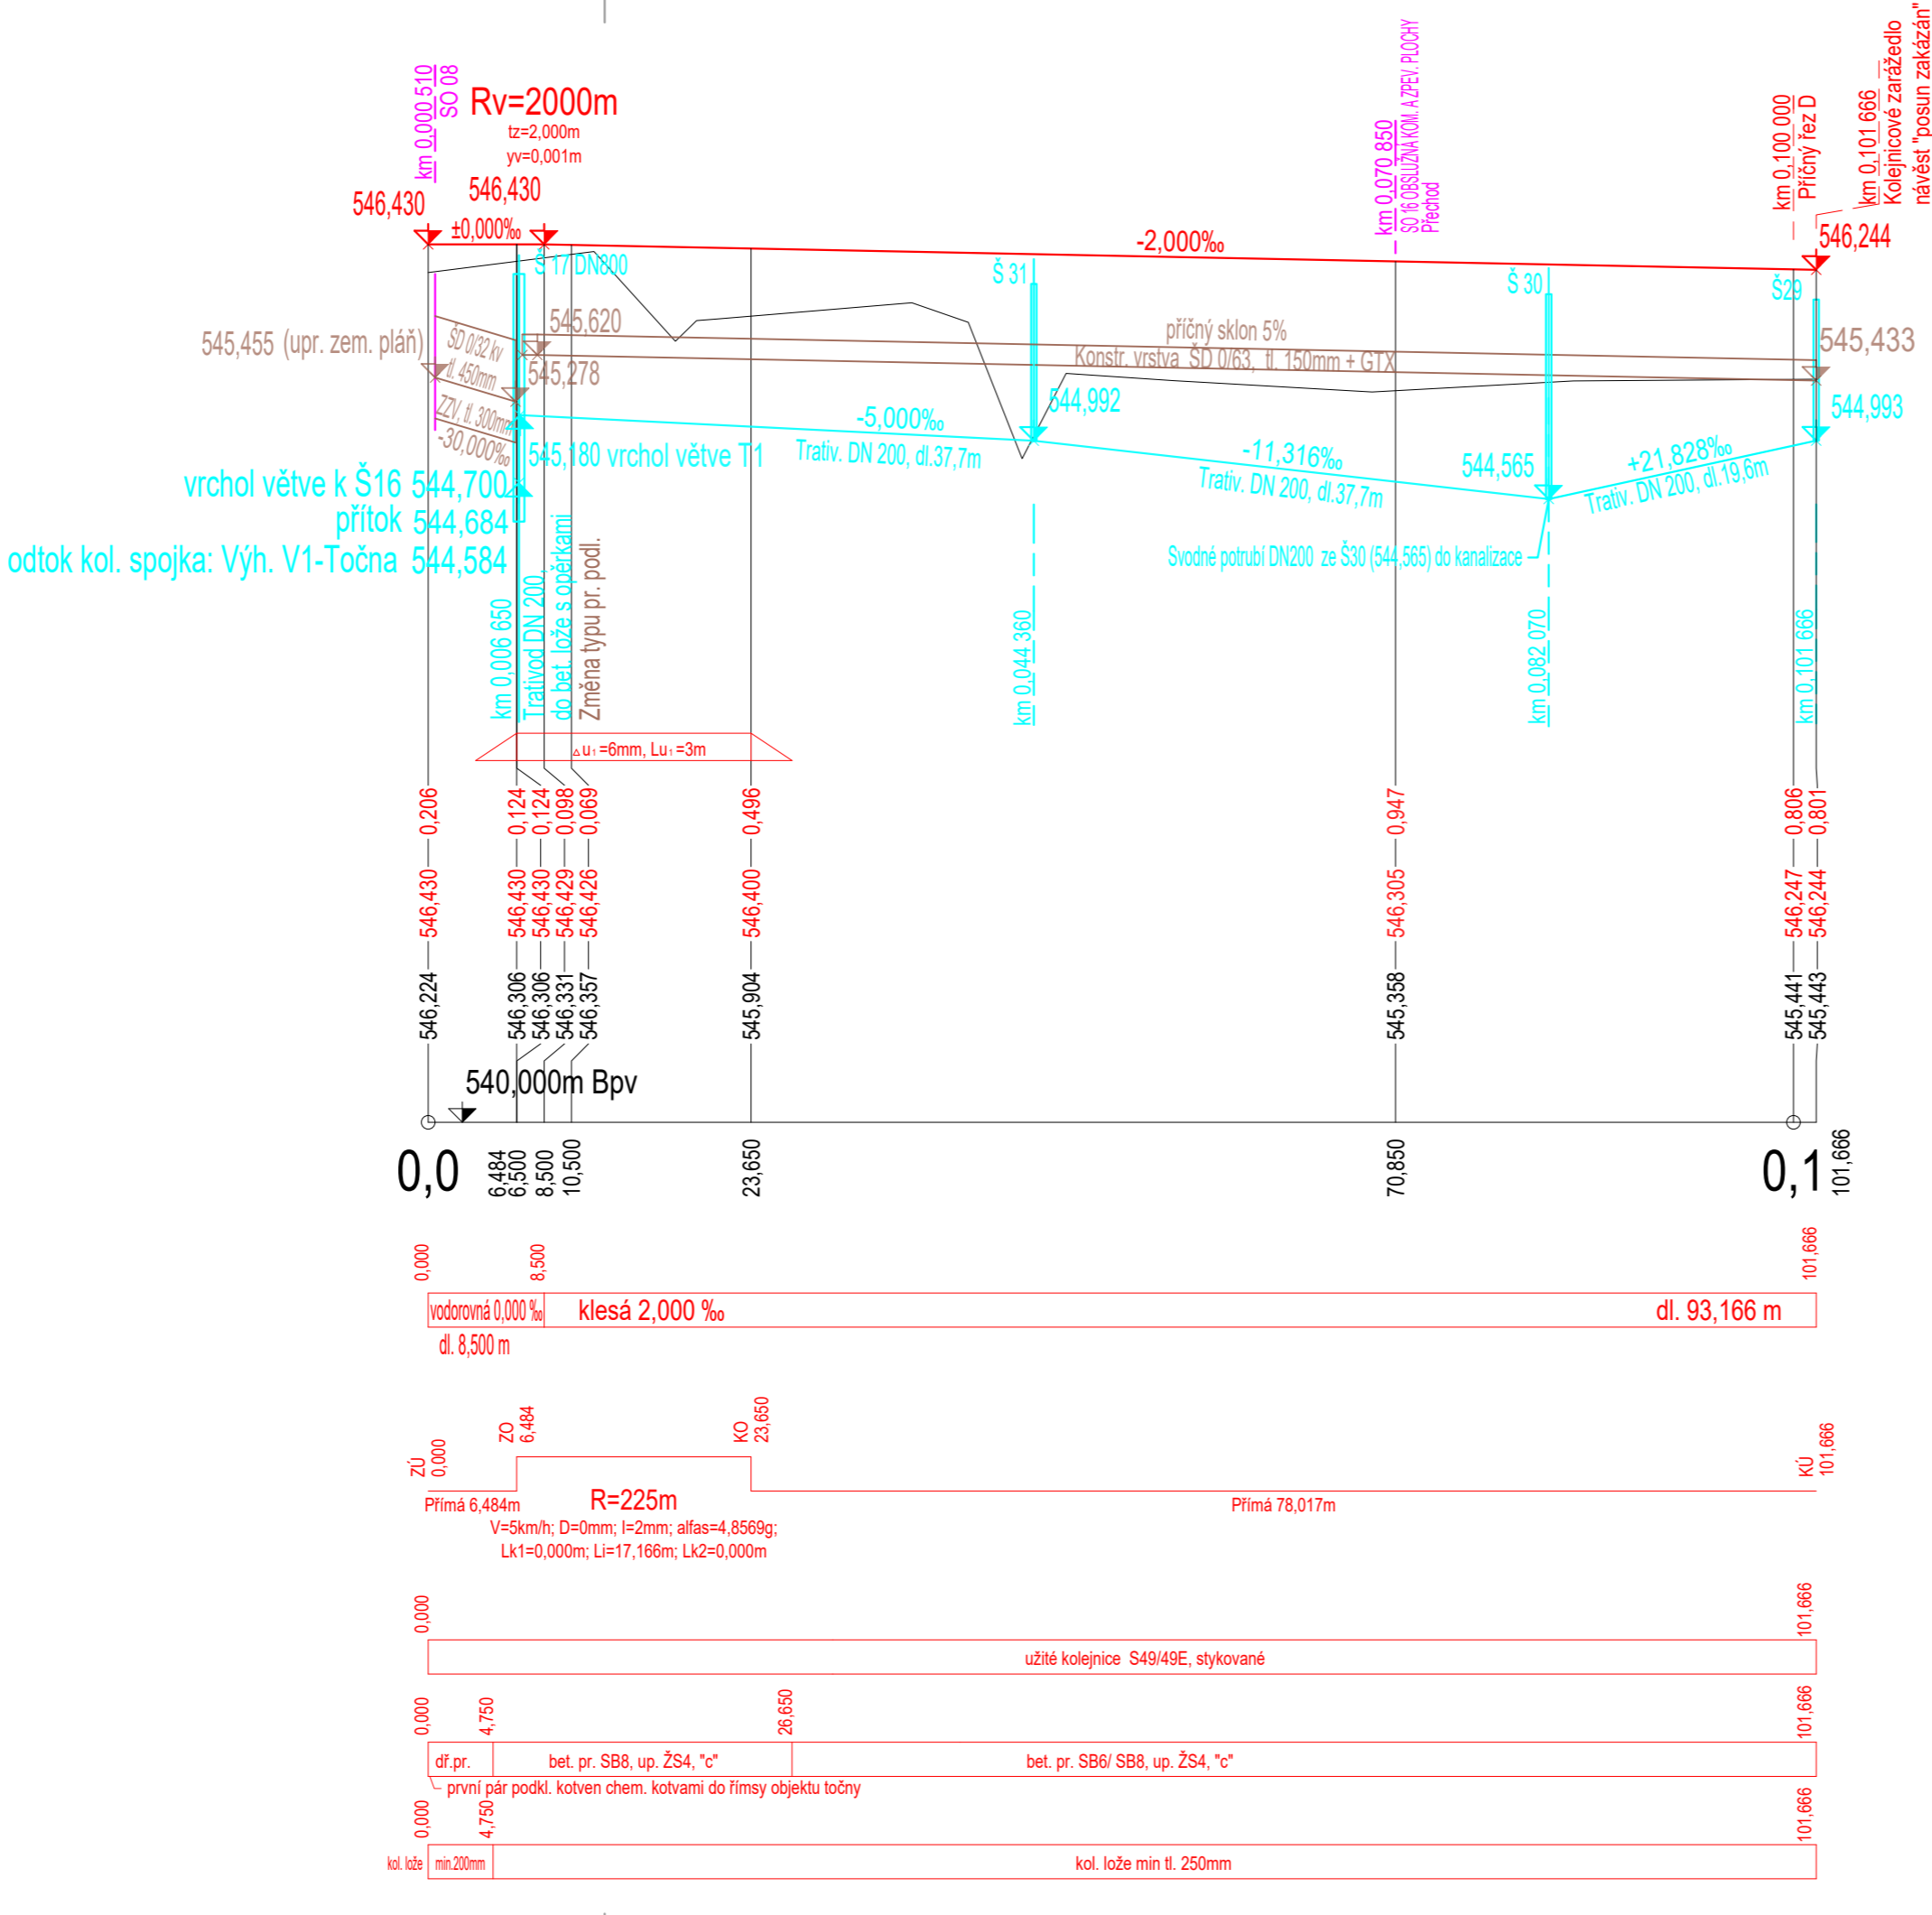 km 0,000 510
SO 08
Rv=2000m
tz=2,000m
yv=0,001m
546,430
546,430
±0,000‰
-2,000‰
km 0,070 850
SO 16 OBSLUŽNÁ KOM. A ZPEV. PLOCHY
Přechod
km 0,100 000
Příčný řez D
km 0,101 666
Kolejnicové zarážedlo
návěst "posun zakázán"
546,244
Š 17 DN800
Š 31
Š 30
Š29
545,455 (upr. zem. pláň)
ŠD 0/32 kv
tl. 450mm
ZZV. tl. 300mm
-30,000‰
545,620
545,278
příčný sklon 5%
Konstr. vrstva ŠD 0/63, tl. 150mm + GTX
545,433
544,992
544,993
-5,000‰
Trativ. DN 200, dl.37,7m
545,180 vrchol větve T1
-11,316‰
Trativ. DN 200, dl.37,7m
544,565
+21,828‰
Trativ. DN 200, dl.19,6m
vrchol větve k Š16 544,700
přítok 544,684
odtok kol. spojka: Výh. V1-Točna 544,584
Svodné potrubí DN200 ze Š30 (544,565) do kanalizace
km 0,006 650
Trativod DN 200,
do bet. lože s opěrkami
Změna typu pr. podl.
km 0,044 360
km 0,082 070
km 0,101 666
△u₁=6mm, Lu₁=3m
0,206
0,124
0,124
0,098
0,069
0,496
0,947
0,806
0,801
546,430
546,430
546,430
546,429
546,426
546,400
546,305
546,247
546,244
546,224
546,306
546,306
546,331
546,357
545,904
545,358
545,441
545,443
540,000m Bpv
0,0
6,484
6,500
8,500
10,500
23,650
70,850
0,1
101,666
0,000
8,500
101,666
vodorovná 0,000 ‰
klesá 2,000 ‰
dl. 93,166 m
dl. 8,500 m
ZÚ
0,000
ZO
6,484
KO
23,650
KÚ
101,666
Přímá 6,484m
R=225m
Přímá 78,017m
V=5km/h; D=0mm; I=2mm; alfas=4,8569g;
Lk1=0,000m; Li=17,166m; Lk2=0,000m
0,000
101,666
užité kolejnice S49/49E, stykované
0,000
4,750
26,650
101,666
dř.pr.
bet. pr. SB8, up. ŽS4, "c"
bet. pr. SB6/ SB8, up. ŽS4, "c"
první pár podkl. kotven chem. kotvami do římsy objektu točny
0,000
4,750
101,666
kol. lože
min.200mm
kol. lože min tl. 250mm